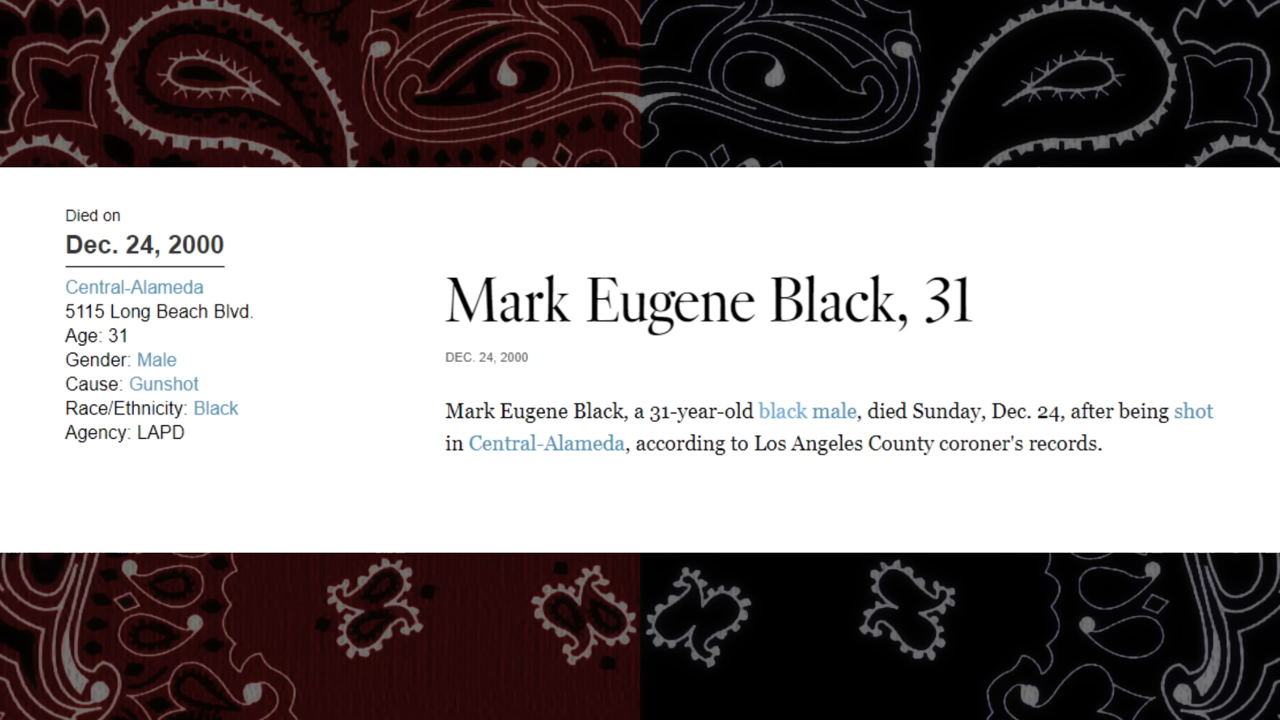 Died on
Dec. 24, 2000
Central-Alameda
5115 Long Beach Blvd.
Age: 31
Gender: Male
Cause: Gunshot
Race/Ethnicity: Black
Agency: LAPD
Mark Eugene Black, 31
DEC. 24, 2000
Mark Eugene Black, a 31-year-old black male, died Sunday, Dec. 24, after being shot
in Central-Alameda, according to Los Angeles County coroner's records.